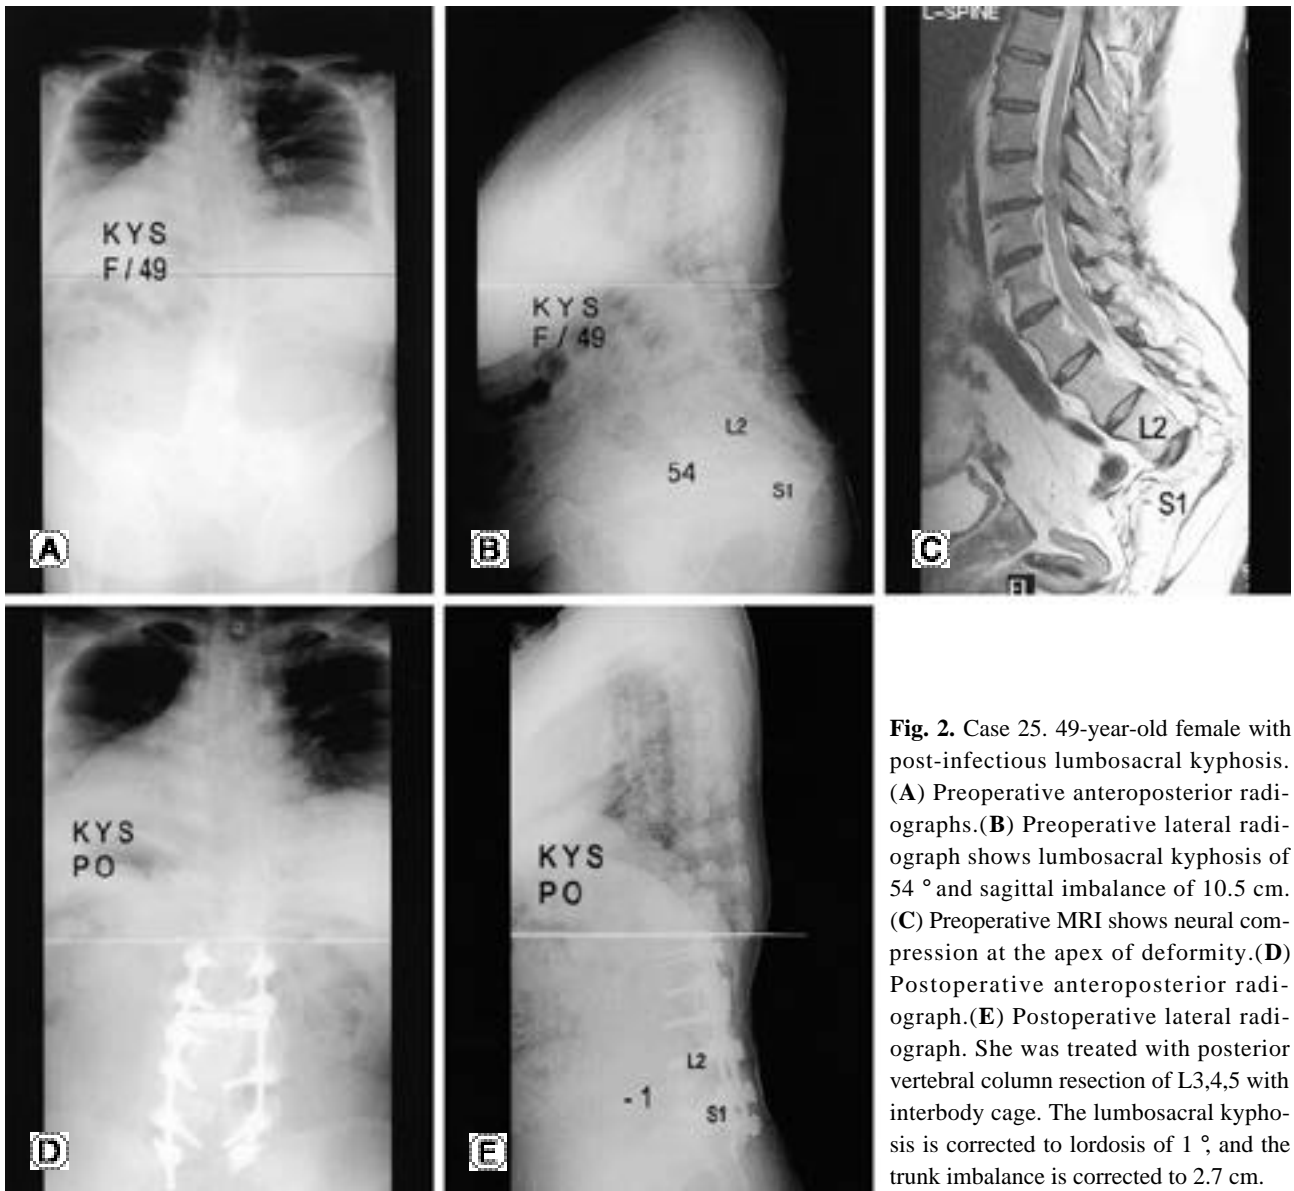 KYS
F/49
A
KYS
F/49
L2
54
S1
B
L-SPINE
L2
S1
C
KYS
PO
D
KYS
PO
L2
-1
S1
E
Fig. 2. Case 25. 49-year-old female with
post-infectious lumbosacral kyphosis.
(A) Preoperative anteroposterior radi-
ographs.(B) Preoperative lateral radi-
ograph shows lumbosacral kyphosis of
54 ° and sagittal imbalance of 10.5 cm.
(C) Preoperative MRI shows neural com-
pression at the apex of deformity.(D)
Postoperative anteroposterior radi-
ograph.(E) Postoperative lateral radi-
ograph. She was treated with posterior
vertebral column resection of L3,4,5 with
interbody cage. The lumbosacral kypho-
sis is corrected to lordosis of 1 °, and the
trunk imbalance is corrected to 2.7 cm.